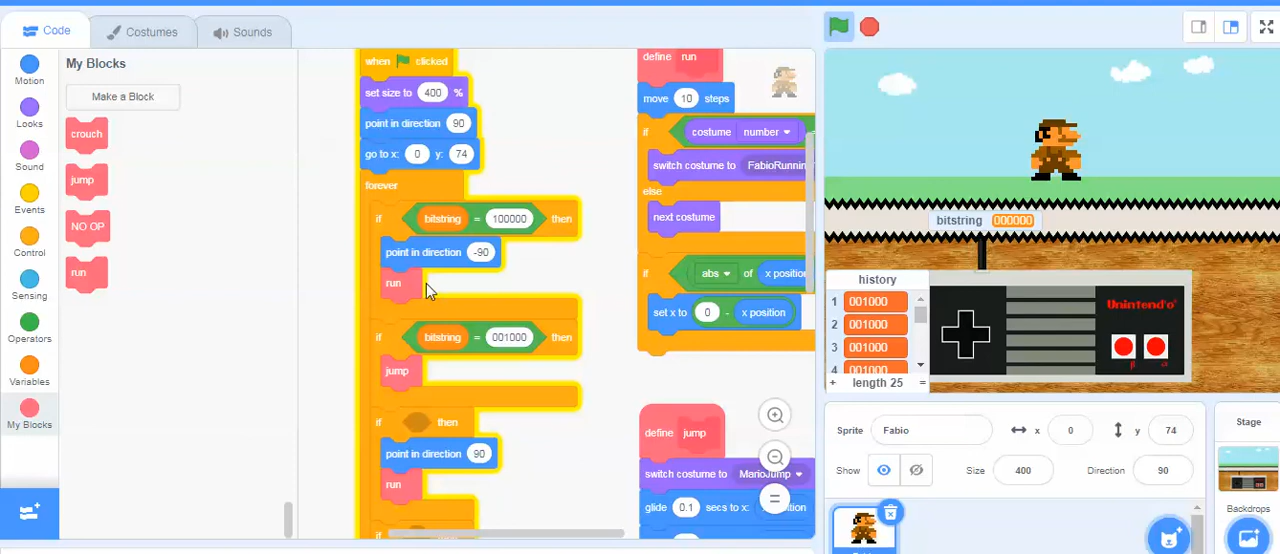 Code
Costumes
Sounds
Motion
Looks
Sound
Events
Control
Sensing
Operators
Variables
My Blocks
My Blocks
Make a Block
crouch
jump
NO OP
run
when clicked
set size to 400 %
point in direction 90
go to x: 0 y: 74
forever
if bitstring = 100000 then
point in direction -90
run
if bitstring = 001000 then
jump
if then
point in direction 90
run
if
define run
move 10 steps
if costume number
switch costume to FabioRunnin
else
next costume
if abs of x position
set x to 0 - x position
define jump
switch costume to MarioJump
glide 0.1 secs to x:
bitstring 000000
history
1 001000
2 001000
3 001000
4 001000
+ length 25 =
Unintendo
Sprite Fabio x 0 y 74
Show Size 400 Direction 90
Stage
Backdrops